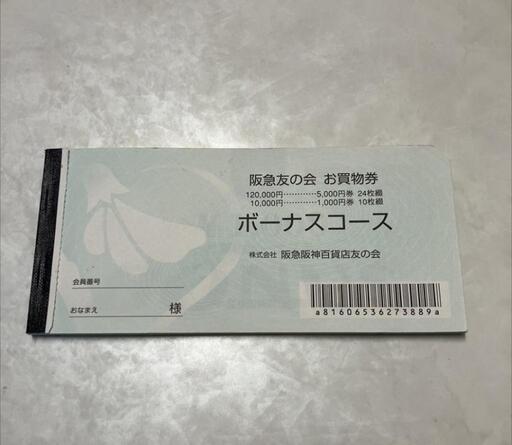 阪急友の会 お買物券
120,000円…………5,000円券 24枚綴
10,000円…………1,000円券 10枚綴
ボーナスコース
株式会社 阪急阪神百貨店友の会
会員番号
おなまえ 様
a81606536273889a